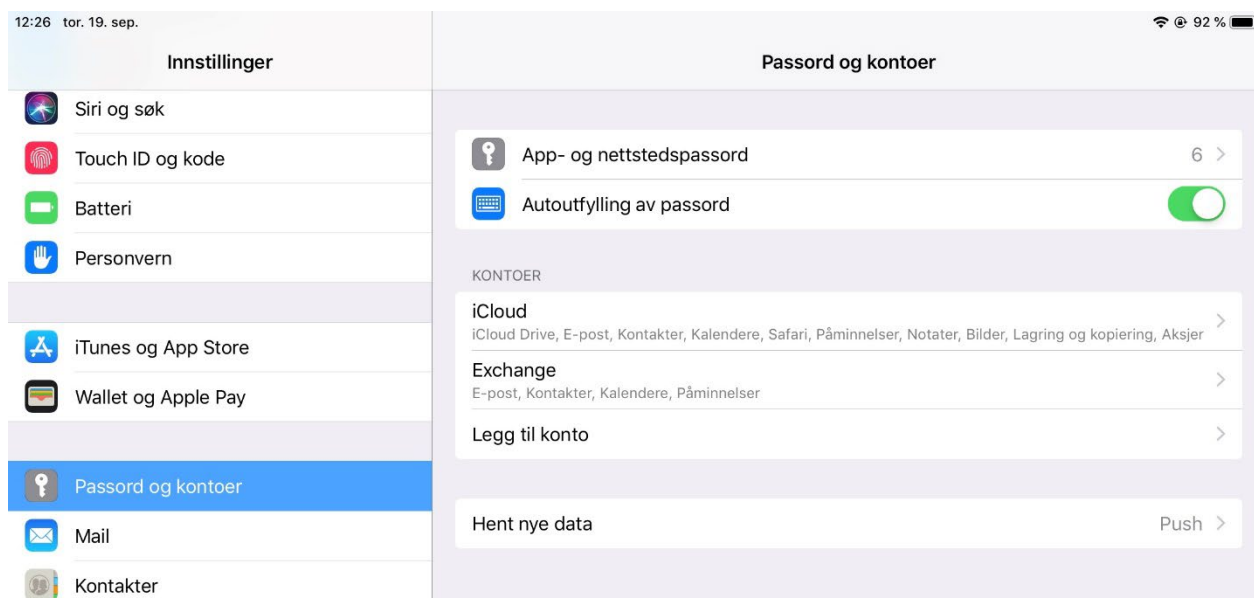 12:26 tor. 19. sep.
92 %
Innstillinger
Siri og søk
Touch ID og kode
Batteri
Personvern
iTunes og App Store
Wallet og Apple Pay
Passord og kontoer
Mail
Kontakter
Passord og kontoer
App- og nettstedspassord 6
Autoutfylling av passord
KONTOER
iCloud
iCloud Drive, E-post, Kontakter, Kalendere, Safari, Påminnelser, Notater, Bilder, Lagring og kopiering, Aksjer
Exchange
E-post, Kontakter, Kalendere, Påminnelser
Legg til konto
Hent nye data Push